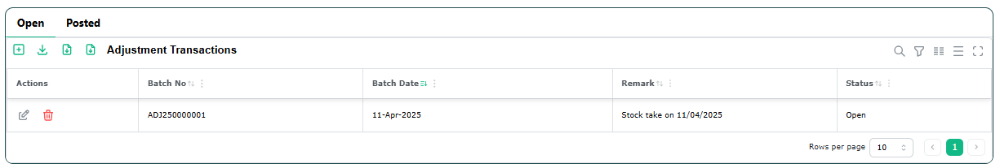 Open Posted
Adjustment Transactions
Actions Batch No Batch Date Remark Status
ADJ250000001 11-Apr-2025 Stock take on 11/04/2025 Open
Rows per page 10 1